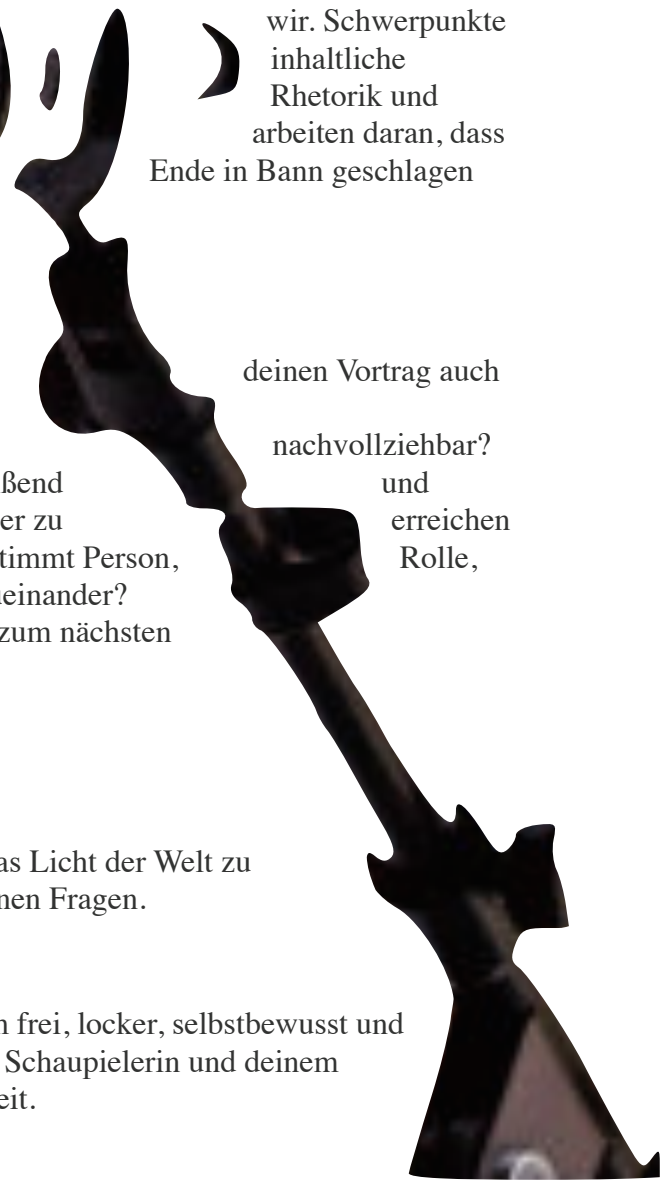 wir. Schwerpunkte
inhaltliche
Rhetorik und
arbeiten daran, dass
Ende in Bann geschlagen
deinen Vortrag auch
nachvollziehbar?
ßend und
er zu erreichen
timmt Person, Rolle,
einander?
zum nächsten
as Licht der Welt zu
nen Fragen.
n frei, locker, selbstbewusst und
Schaupielerin und deinem
eit.